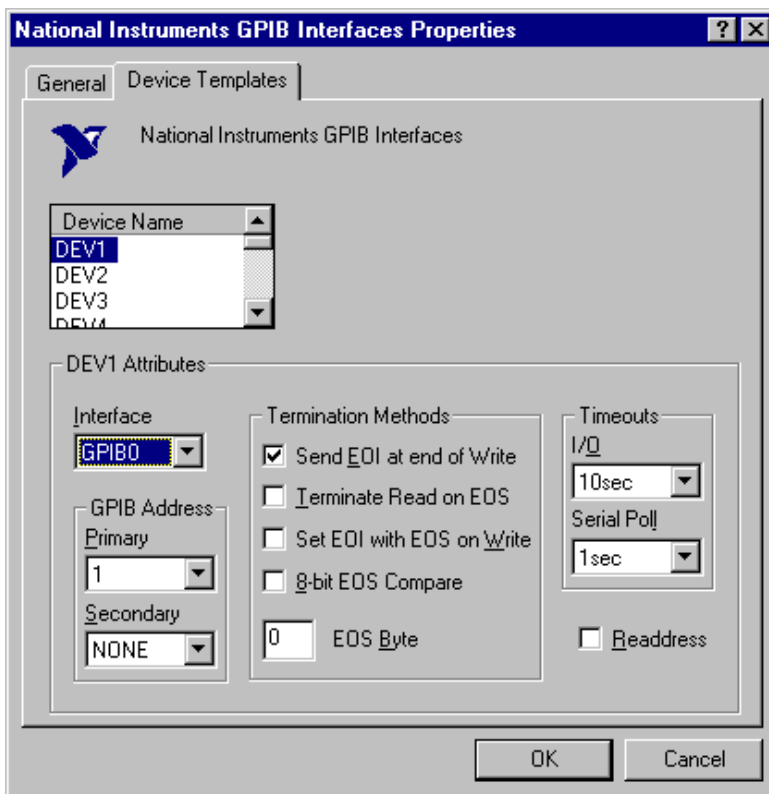 National Instruments GPIB Interfaces Properties
General
Device Templates
National Instruments GPIB Interfaces
Device Name
DEV1
DEV2
DEV3
DEV4
DEV1 Attributes
Interface
GPIB0
GPIB Address
Primary
1
Secondary
NONE
Termination Methods
Send EOI at end of Write
Terminate Read on EOS
Set EOI with EOS on Write
8-bit EOS Compare
0 EOS Byte
Timeouts
I/O
10sec
Serial Poll
1sec
Readdress
OK
Cancel